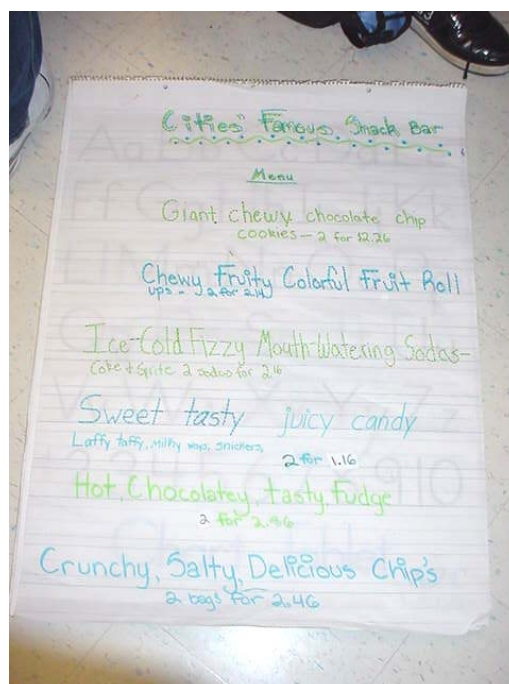 Cities' Famous Snack Bar
Menu
Giant chewy chocolate chip
cookies - 2 for $2.26
Chewy Fruity Colorful Fruit Roll
ups - 2 for
Ice-Cold Fizzy Mouth-Watering Sodas-
Coke & Sprite 2 sodas for 2.16
Sweet tasty juicy candy
Laffy taffy, Milky ways, snickers,
2 for 1.16
Hot, Chocolatey, tasty, Fudge
2 for 2.96
Crunchy, Salty, Delicious Chip's
2 bags for 2.46